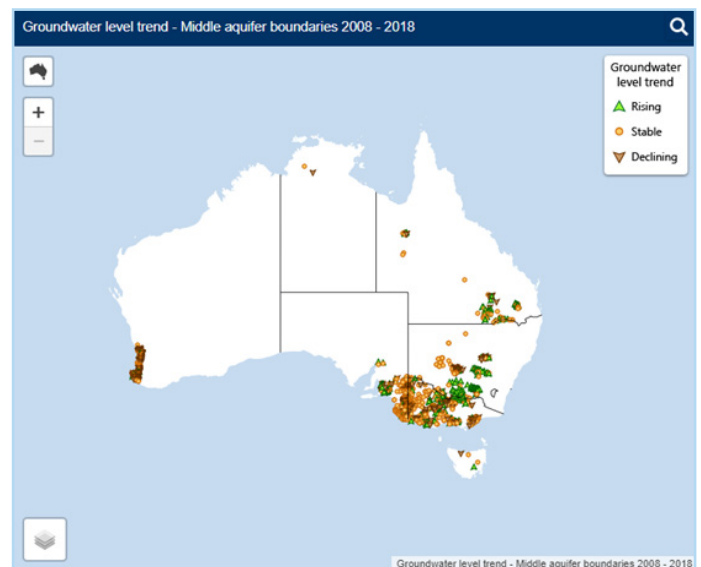 Groundwater level trend - Middle aquifer boundaries 2008 - 2018
Groundwater
level trend
Rising
Stable
Declining
+
−
Groundwater level trend - Middle aquifer boundaries 2008 - 2018